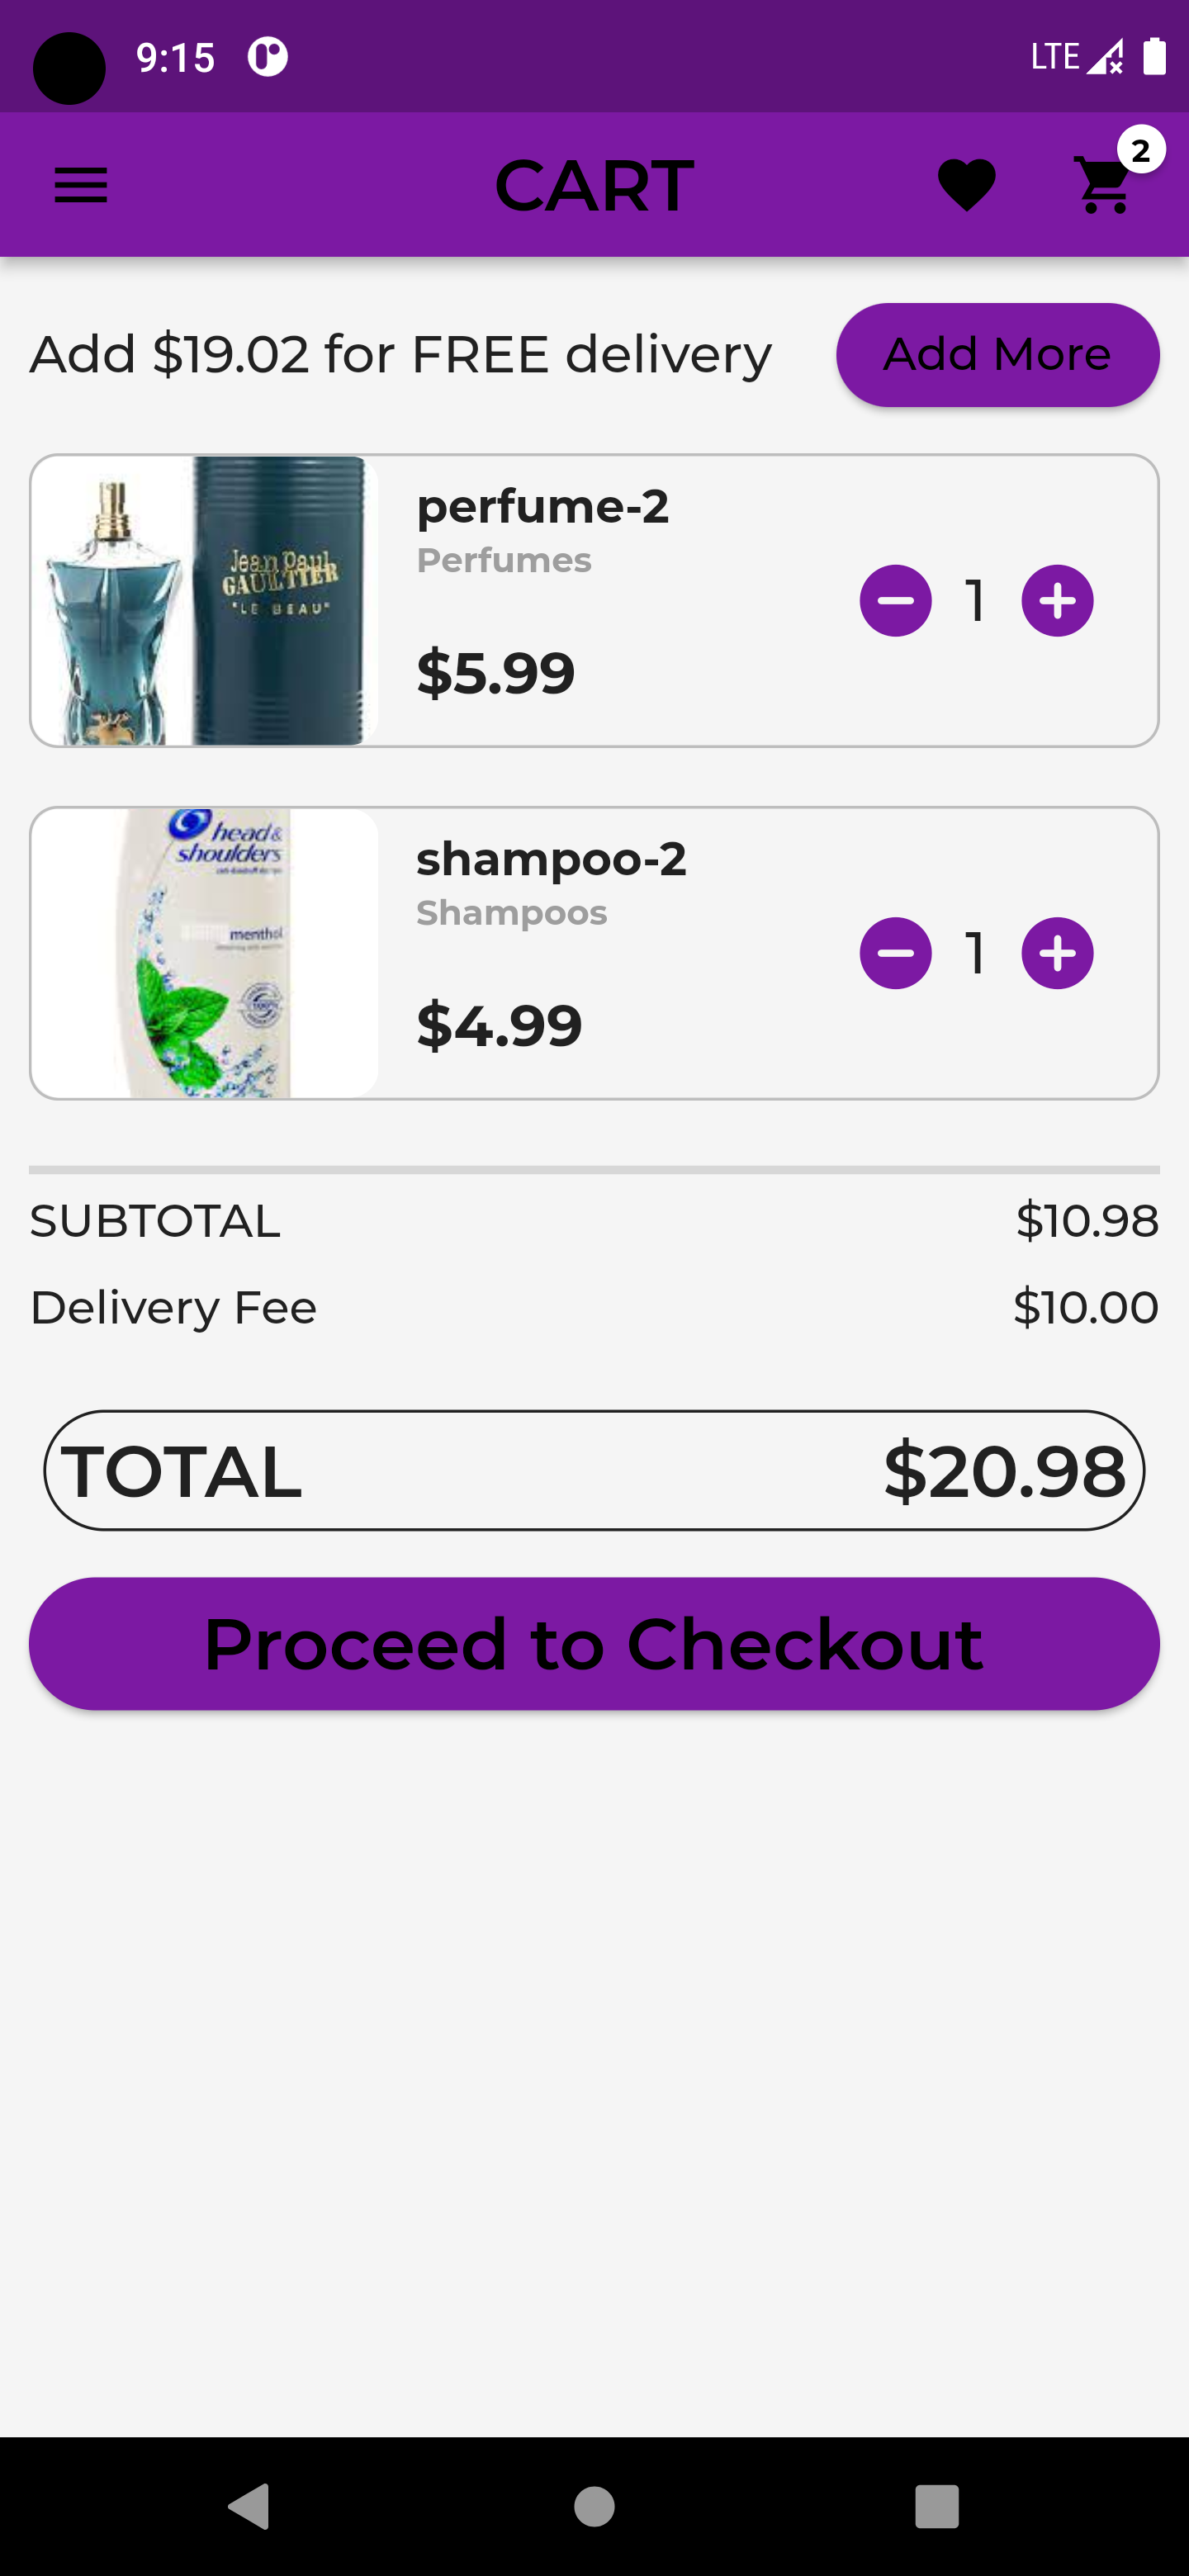 9:15
LTE
CART
2
Add $19.02 for FREE delivery
Add More
Jean Paul
GAULTIER
"LE BEAU"
perfume-2
Perfumes
1
$5.99
head&
shoulders
menthol
shampoo-2
Shampoos
1
$4.99
SUBTOTAL
$10.98
Delivery Fee
$10.00
TOTAL
$20.98
Proceed to Checkout